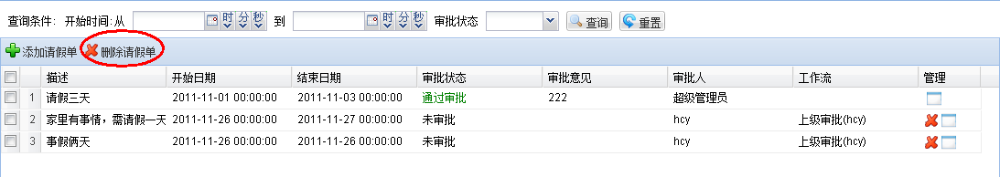 查询条件: 开始时间:从 时 分 秒 到 时 分 秒 审批状态 查询 重置
添加请假单 删除请假单
描述 开始日期 结束日期 审批状态 审批意见 审批人 工作流 管理
1 请假三天 2011-11-01 00:00:00 2011-11-03 00:00:00 通过审批 222 超级管理员
2 家里有事情，需请假一天 2011-11-26 00:00:00 2011-11-27 00:00:00 未审批 hcy 上级审批(hcy)
3 事假俩天 2011-11-26 00:00:00 2011-11-26 00:00:00 未审批 hcy 上级审批(hcy)